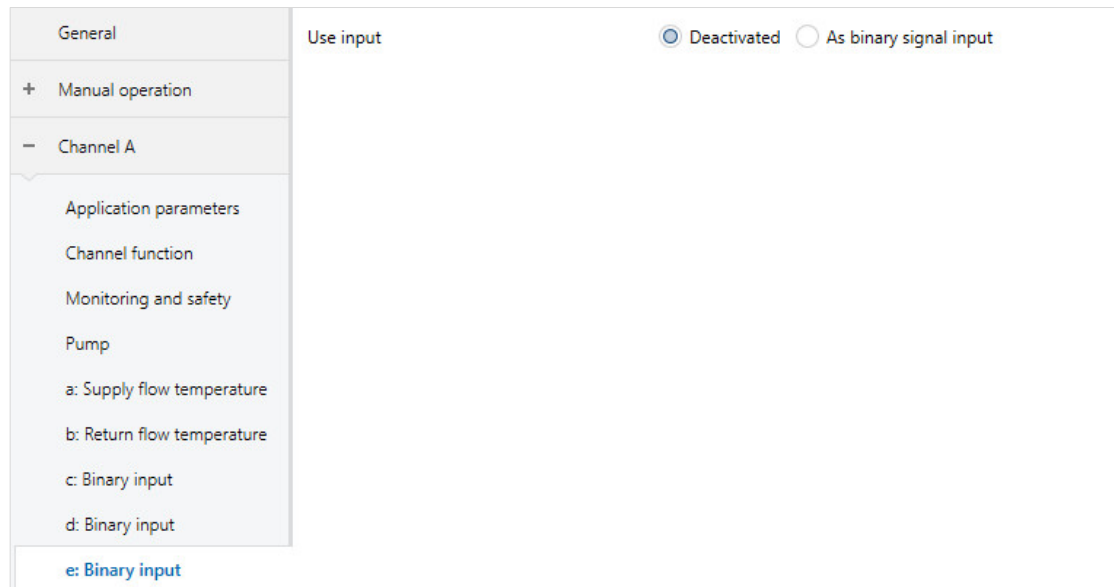 General
Use input
Deactivated
As binary signal input
+ Manual operation
− Channel A
Application parameters
Channel function
Monitoring and safety
Pump
a: Supply flow temperature
b: Return flow temperature
c: Binary input
d: Binary input
e: Binary input